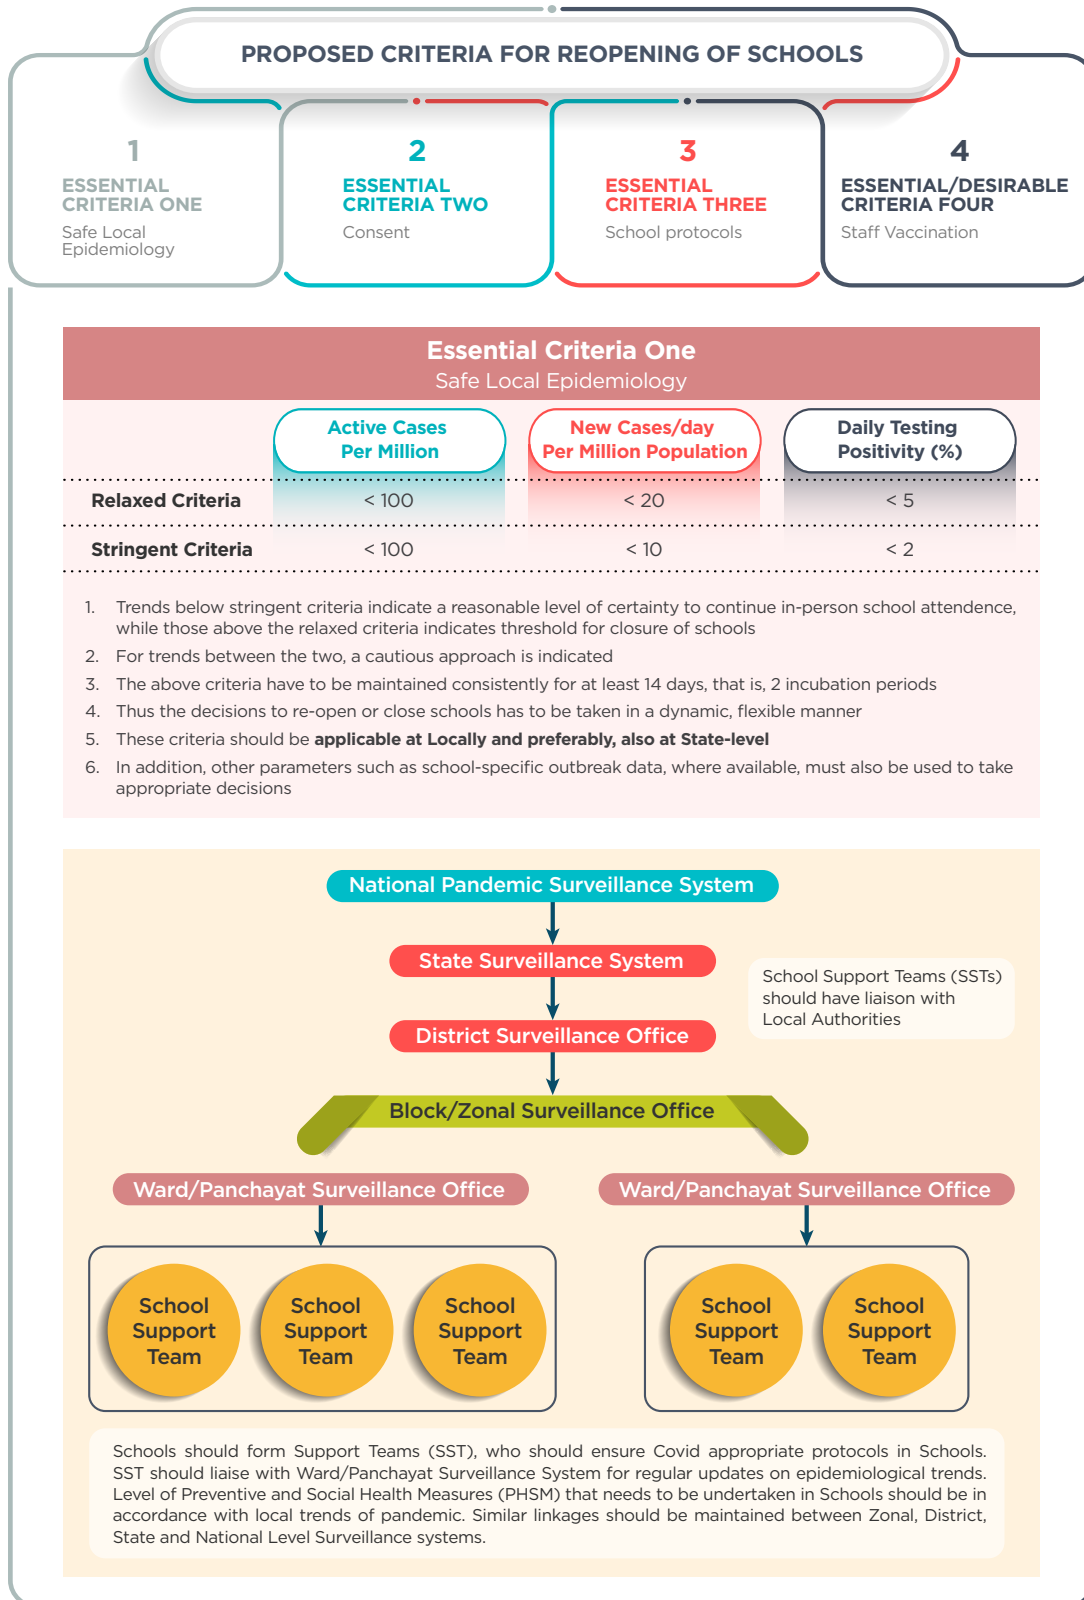 PROPOSED CRITERIA FOR REOPENING OF SCHOOLS
1
ESSENTIAL
CRITERIA ONE
Safe Local
Epidemiology
2
ESSENTIAL
CRITERIA TWO
Consent
3
ESSENTIAL
CRITERIA THREE
School protocols
4
ESSENTIAL/DESIRABLE
CRITERIA FOUR
Staff Vaccination
Essential Criteria One
Safe Local Epidemiology
Active Cases
Per Million
New Cases/day
Per Million Population
Daily Testing
Positivity (%)
Relaxed Criteria < 100 < 20 < 5
Stringent Criteria < 100 < 10 < 2
1. Trends below stringent criteria indicate a reasonable level of certainty to continue in-person school attendence,
while those above the relaxed criteria indicates threshold for closure of schools
2. For trends between the two, a cautious approach is indicated
3. The above criteria have to be maintained consistently for at least 14 days, that is, 2 incubation periods
4. Thus the decisions to re-open or close schools has to be taken in a dynamic, flexible manner
5. These criteria should be applicable at Locally and preferably, also at State-level
6. In addition, other parameters such as school-specific outbreak data, where available, must also be used to take
appropriate decisions
National Pandemic Surveillance System
State Surveillance System
School Support Teams (SSTs)
should have liaison with
Local Authorities
District Surveillance Office
Block/Zonal Surveillance Office
Ward/Panchayat Surveillance Office
Ward/Panchayat Surveillance Office
School
Support
Team
School
Support
Team
School
Support
Team
School
Support
Team
School
Support
Team
Schools should form Support Teams (SST), who should ensure Covid appropriate protocols in Schools.
SST should liaise with Ward/Panchayat Surveillance System for regular updates on epidemiological trends.
Level of Preventive and Social Health Measures (PHSM) that needs to be undertaken in Schools should be in
accordance with local trends of pandemic. Similar linkages should be maintained between Zonal, District,
State and National Level Surveillance systems.